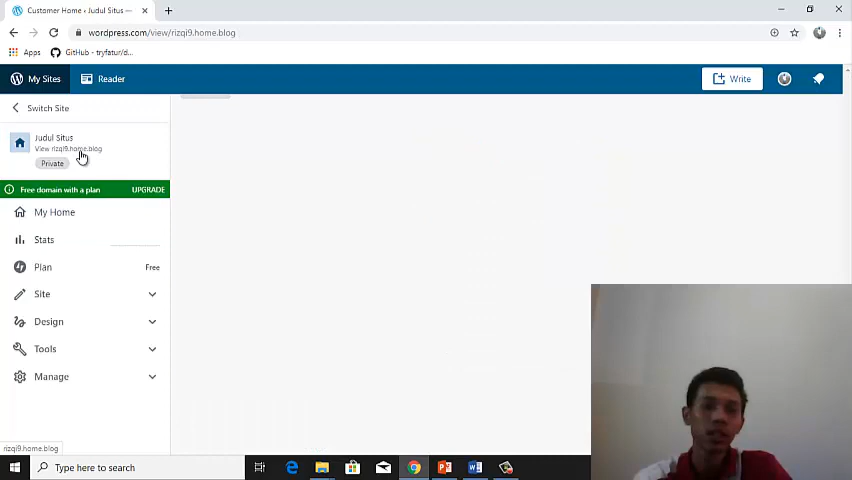 Customer Home ‹ Judul Situs —
wordpress.com/view/rizqi9.home.blog
Apps
GitHub - tryfatur/d...
My Sites
Reader
Write
Switch Site
Judul Situs
View rizqi9.home.blog
Private
Free domain with a plan
UPGRADE
My Home
Stats
Plan
Free
Site
Design
Tools
Manage
rizqi9.home.blog
Type here to search